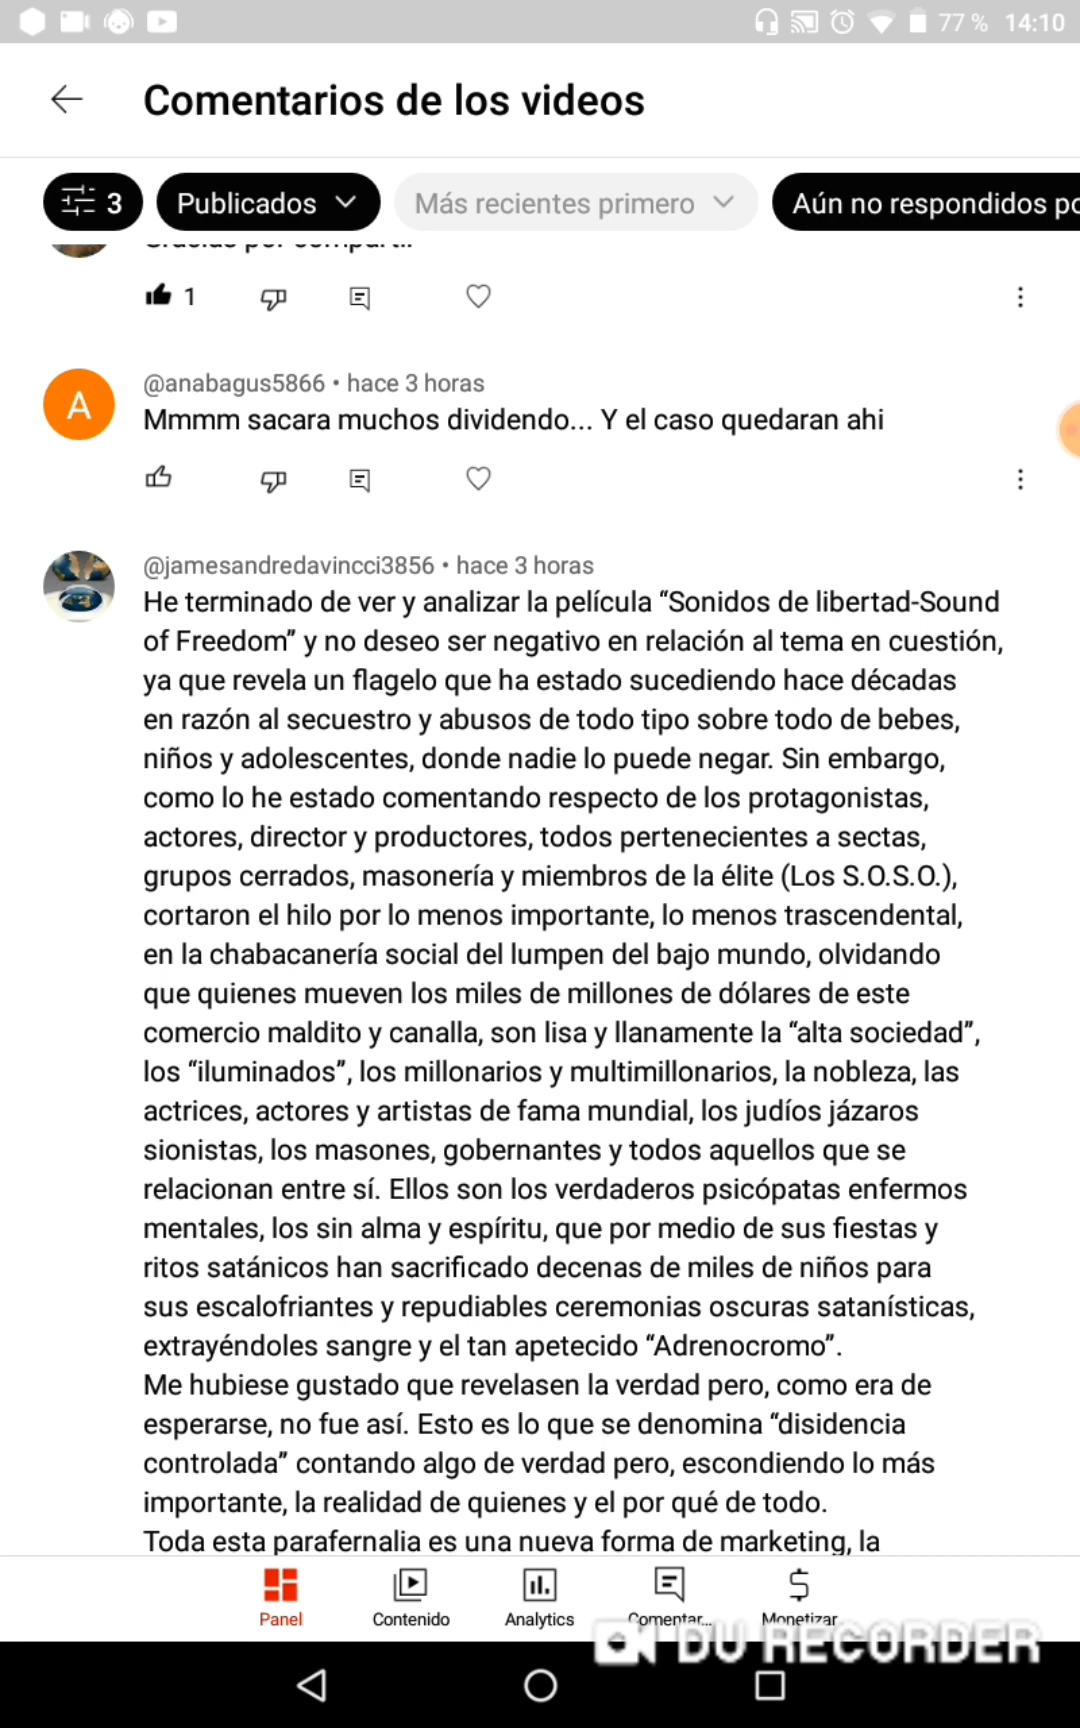 77 % 14:10
Comentarios de los videos
3 Publicados Más recientes primero Aún no respondidos po
1
@anabagus5866 • hace 3 horas
A
Mmmm sacara muchos dividendo... Y el caso quedaran ahi
@jamesandredavincci3856 • hace 3 horas
He terminado de ver y analizar la película “Sonidos de libertad-Sound
of Freedom” y no deseo ser negativo en relación al tema en cuestión,
ya que revela un flagelo que ha estado sucediendo hace décadas
en razón al secuestro y abusos de todo tipo sobre todo de bebes,
niños y adolescentes, donde nadie lo puede negar. Sin embargo,
como lo he estado comentando respecto de los protagonistas,
actores, director y productores, todos pertenecientes a sectas,
grupos cerrados, masonería y miembros de la élite (Los S.O.S.O.),
cortaron el hilo por lo menos importante, lo menos trascendental,
en la chabacanería social del lumpen del bajo mundo, olvidando
que quienes mueven los miles de millones de dólares de este
comercio maldito y canalla, son lisa y llanamente la “alta sociedad”,
los “iluminados”, los millonarios y multimillonarios, la nobleza, las
actrices, actores y artistas de fama mundial, los judíos jázaros
sionistas, los masones, gobernantes y todos aquellos que se
relacionan entre sí. Ellos son los verdaderos psicópatas enfermos
mentales, los sin alma y espíritu, que por medio de sus fiestas y
ritos satánicos han sacrificado decenas de miles de niños para
sus escalofriantes y repudiables ceremonias oscuras satanísticas,
extrayéndoles sangre y el tan apetecido “Adrenocromo”.
Me hubiese gustado que revelasen la verdad pero, como era de
esperarse, no fue así. Esto es lo que se denomina “disidencia
controlada” contando algo de verdad pero, escondiendo lo más
importante, la realidad de quienes y el por qué de todo.
Toda esta parafernalia es una nueva forma de marketing, la
Panel Contenido Analytics Comentar... Monetizar
DU RECORDER